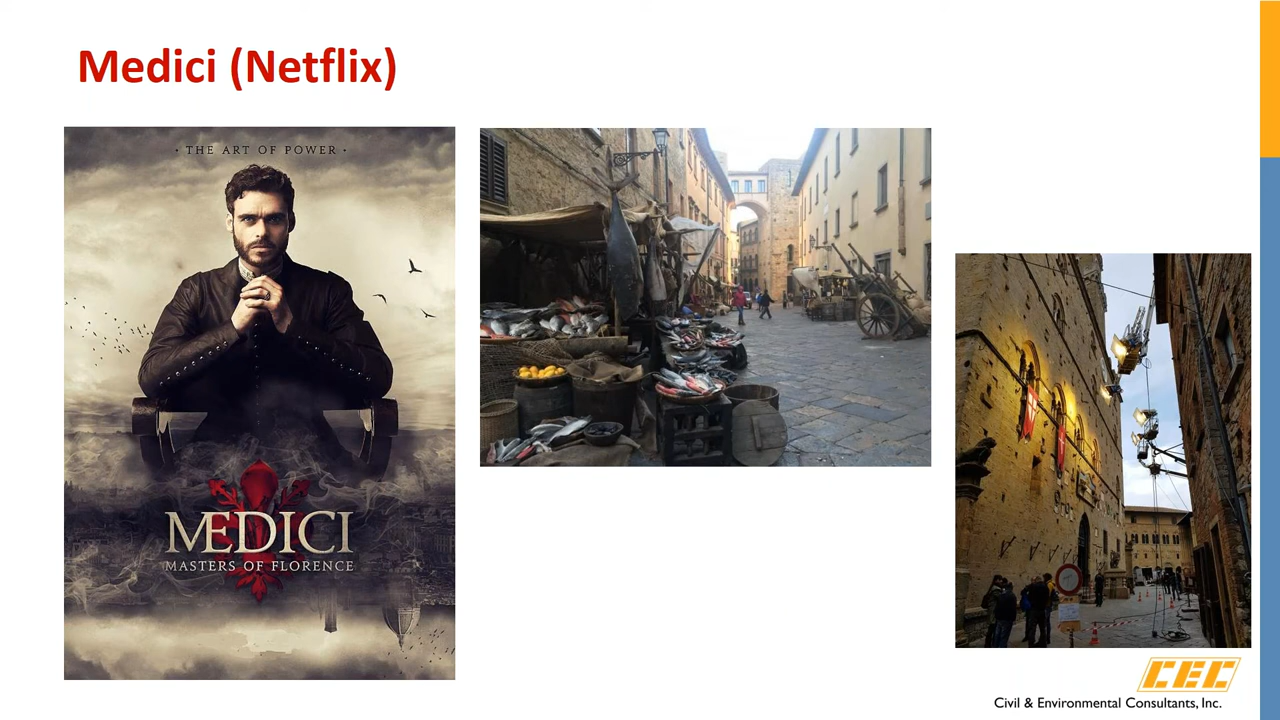 Medici (Netflix)
· THE ART OF POWER ·
MEDICI
MASTERS OF FLORENCE
CEC
Civil & Environmental Consultants, Inc.